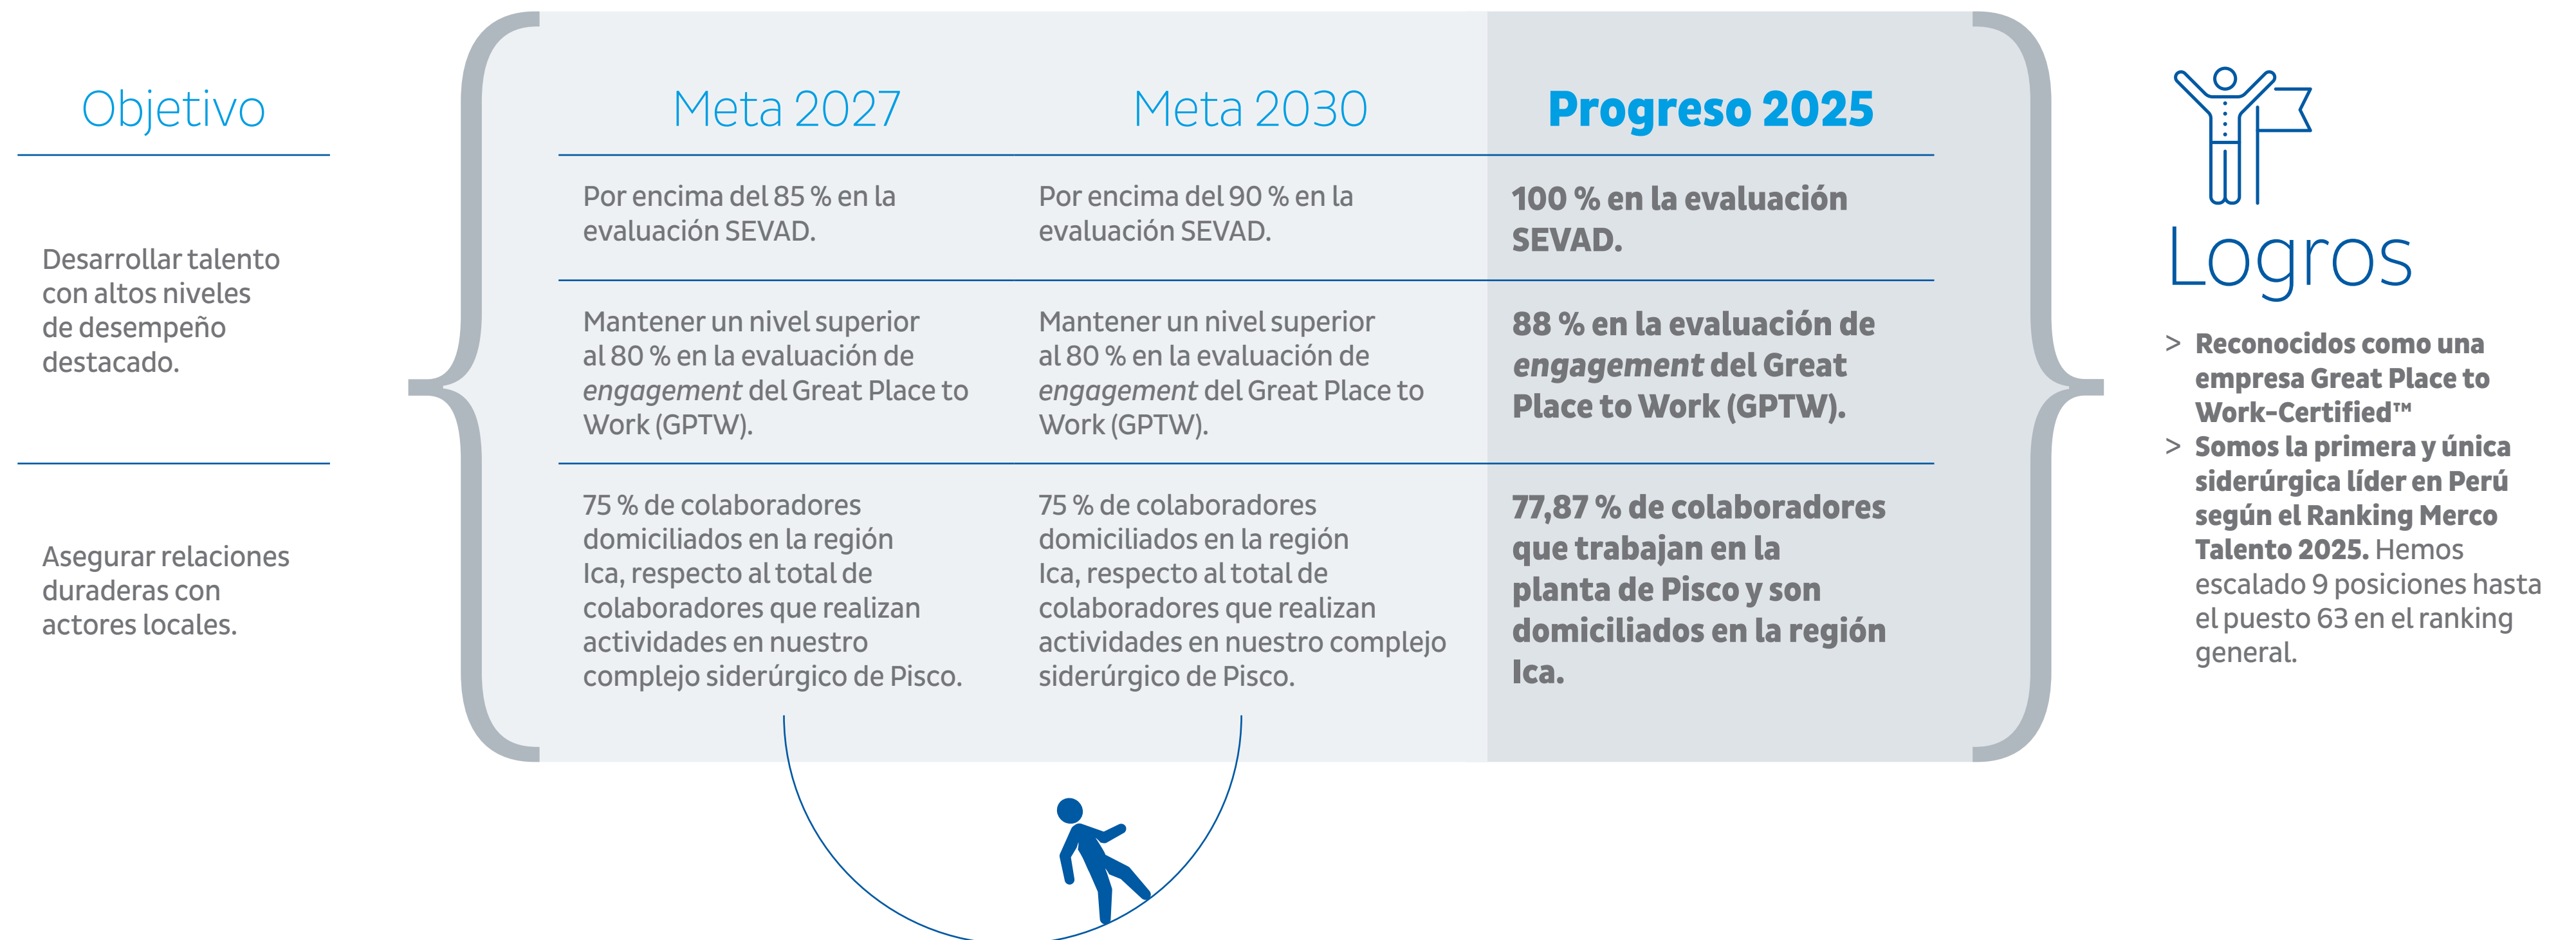 Objetivo
Desarrollar talento
con altos niveles
de desempeño
destacado.
Asegurar relaciones
duraderas con
actores locales.
Meta 2027
Meta 2030
Progreso 2025
Por encima del 85 % en la
evaluación SEVAD.
Por encima del 90 % en la
evaluación SEVAD.
100 % en la evaluación
SEVAD.
Mantener un nivel superior
al 80 % en la evaluación de
engagement del Great Place to
Work (GPTW).
Mantener un nivel superior
al 80 % en la evaluación de
engagement del Great Place to
Work (GPTW).
88 % en la evaluación de
engagement del Great
Place to Work (GPTW).
75 % de colaboradores
domiciliados en la región
Ica, respecto al total de
colaboradores que realizan
actividades en nuestro
complejo siderúrgico de Pisco.
75 % de colaboradores
domiciliados en la región
Ica, respecto al total de
colaboradores que realizan
actividades en nuestro complejo
siderúrgico de Pisco.
77,87 % de colaboradores
que trabajan en la
planta de Pisco y son
domiciliados en la región
Ica.
Logros
> Reconocidos como una
empresa Great Place to
Work-Certified™
> Somos la primera y única
siderúrgica líder en Perú
según el Ranking Merco
Talento 2025. Hemos
escalado 9 posiciones hasta
el puesto 63 en el ranking
general.